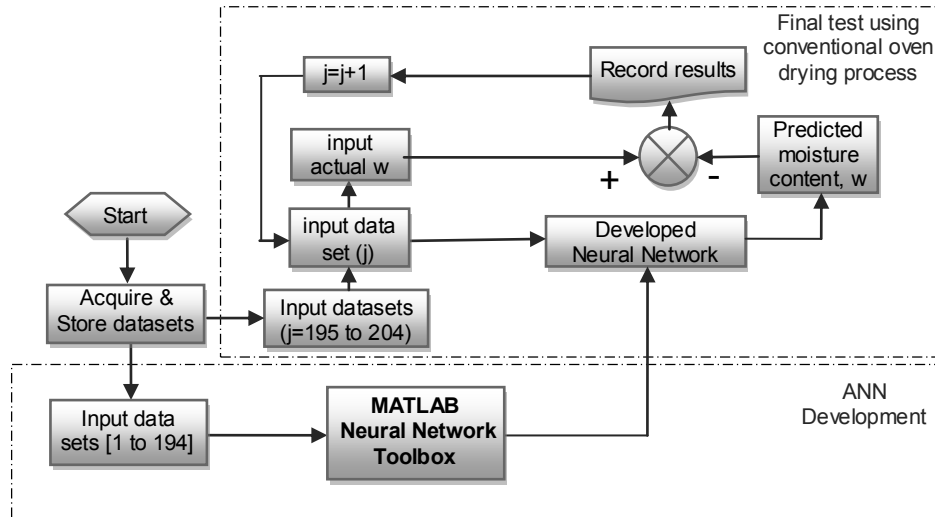 Final test using
conventional oven
drying process
j=j+1
Record results
input
actual w
+
-
Predicted
moisture
content, w
Start
input data
set (j)
Developed
Neural Network
Acquire &
Store datasets
Input datasets
(j=195 to 204)
Input data
sets [1 to 194]
MATLAB
Neural Network
Toolbox
ANN
Development